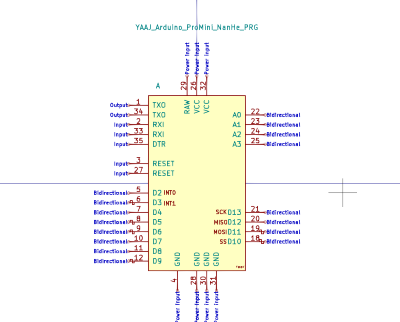 YAAJ_Arduino_ProMini_NanHe_PRG
Power Input Power Input Power Input
29 26 32
A
RAW VCC VCC
Output 1 TXO
Output 34 TXO
Input 2 RXI
Input 33 RXI
Input 35 DTR
Input 3 RESET
Input 27 RESET
A0 22 Bidirectional
A1 23 Bidirectional
A2 24 Bidirectional
A3 25 Bidirectional
Bidirectional 5 D2 INT0
Bidirectional 6 D3 INT1
Bidirectional 7 D4
Bidirectional 8 D5
Bidirectional 9 D6
Bidirectional 10 D7
Bidirectional 11 D8
Bidirectional 12 D9
SCK D13 21 Bidirectional
MISO D12 20 Bidirectional
MOSI D11 19 Bidirectional
SS D10 18 Bidirectional
GND GND GND GND
4 28 30 31
Power Input Power Input Power Input Power Input